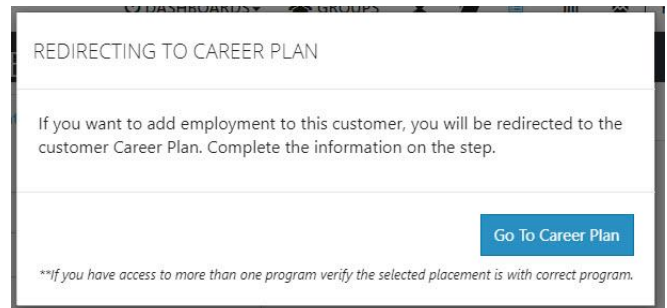 DASHBOARDS GROUPS
REDIRECTING TO CAREER PLAN
If you want to add employment to this customer, you will be redirected to the
customer Career Plan. Complete the information on the step.
Go To Career Plan
**If you have access to more than one program verify the selected placement is with correct program.